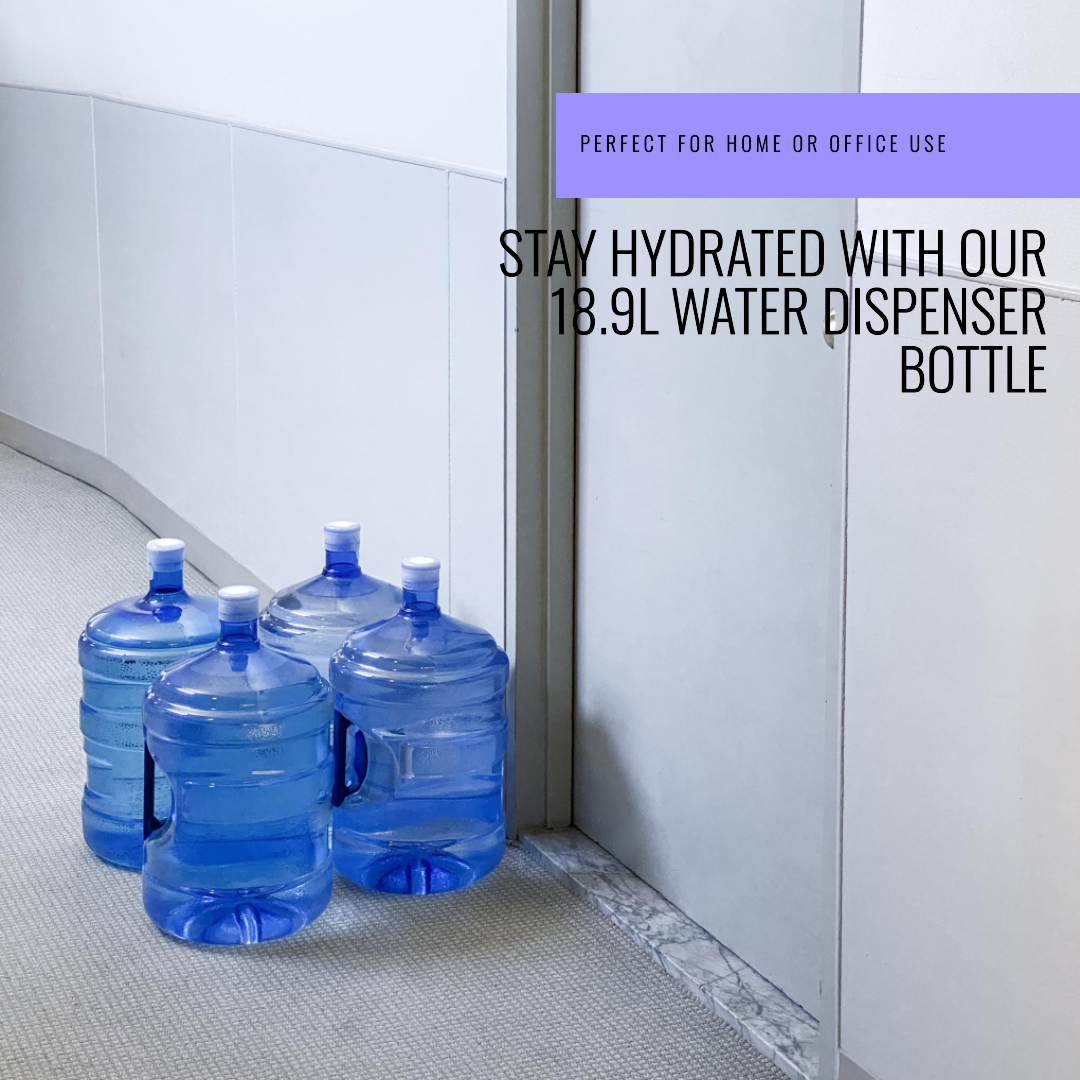 PERFECT FOR HOME OR OFFICE USE
STAY HYDRATED WITH OUR
18.9L WATER DISPENSER
BOTTLE